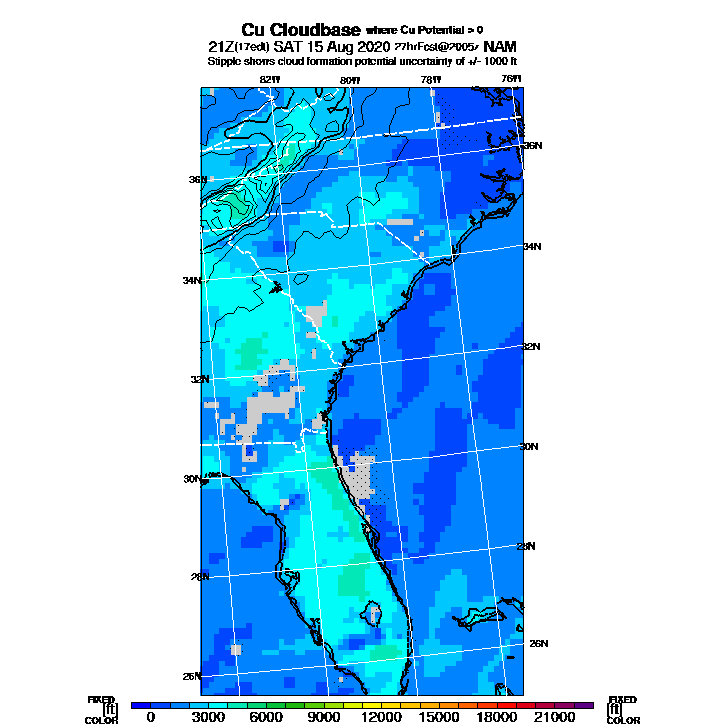 Cu Cloudbase where Cu Potential > 0
21Z(17edt) SAT 15 Aug 2020 27hrFcst@2005z NAM
Stipple shows cloud formation potential uncertainty of +/- 1000 ft
82W 80W 78W 76W
36N 36N
34N 34N
32N 32N
30N 30N
28N 28N
26N 26N
FIXED FIXED
[ft] [ft]
COLOR 0 3000 6000 9000 12000 15000 18000 21000 COLOR